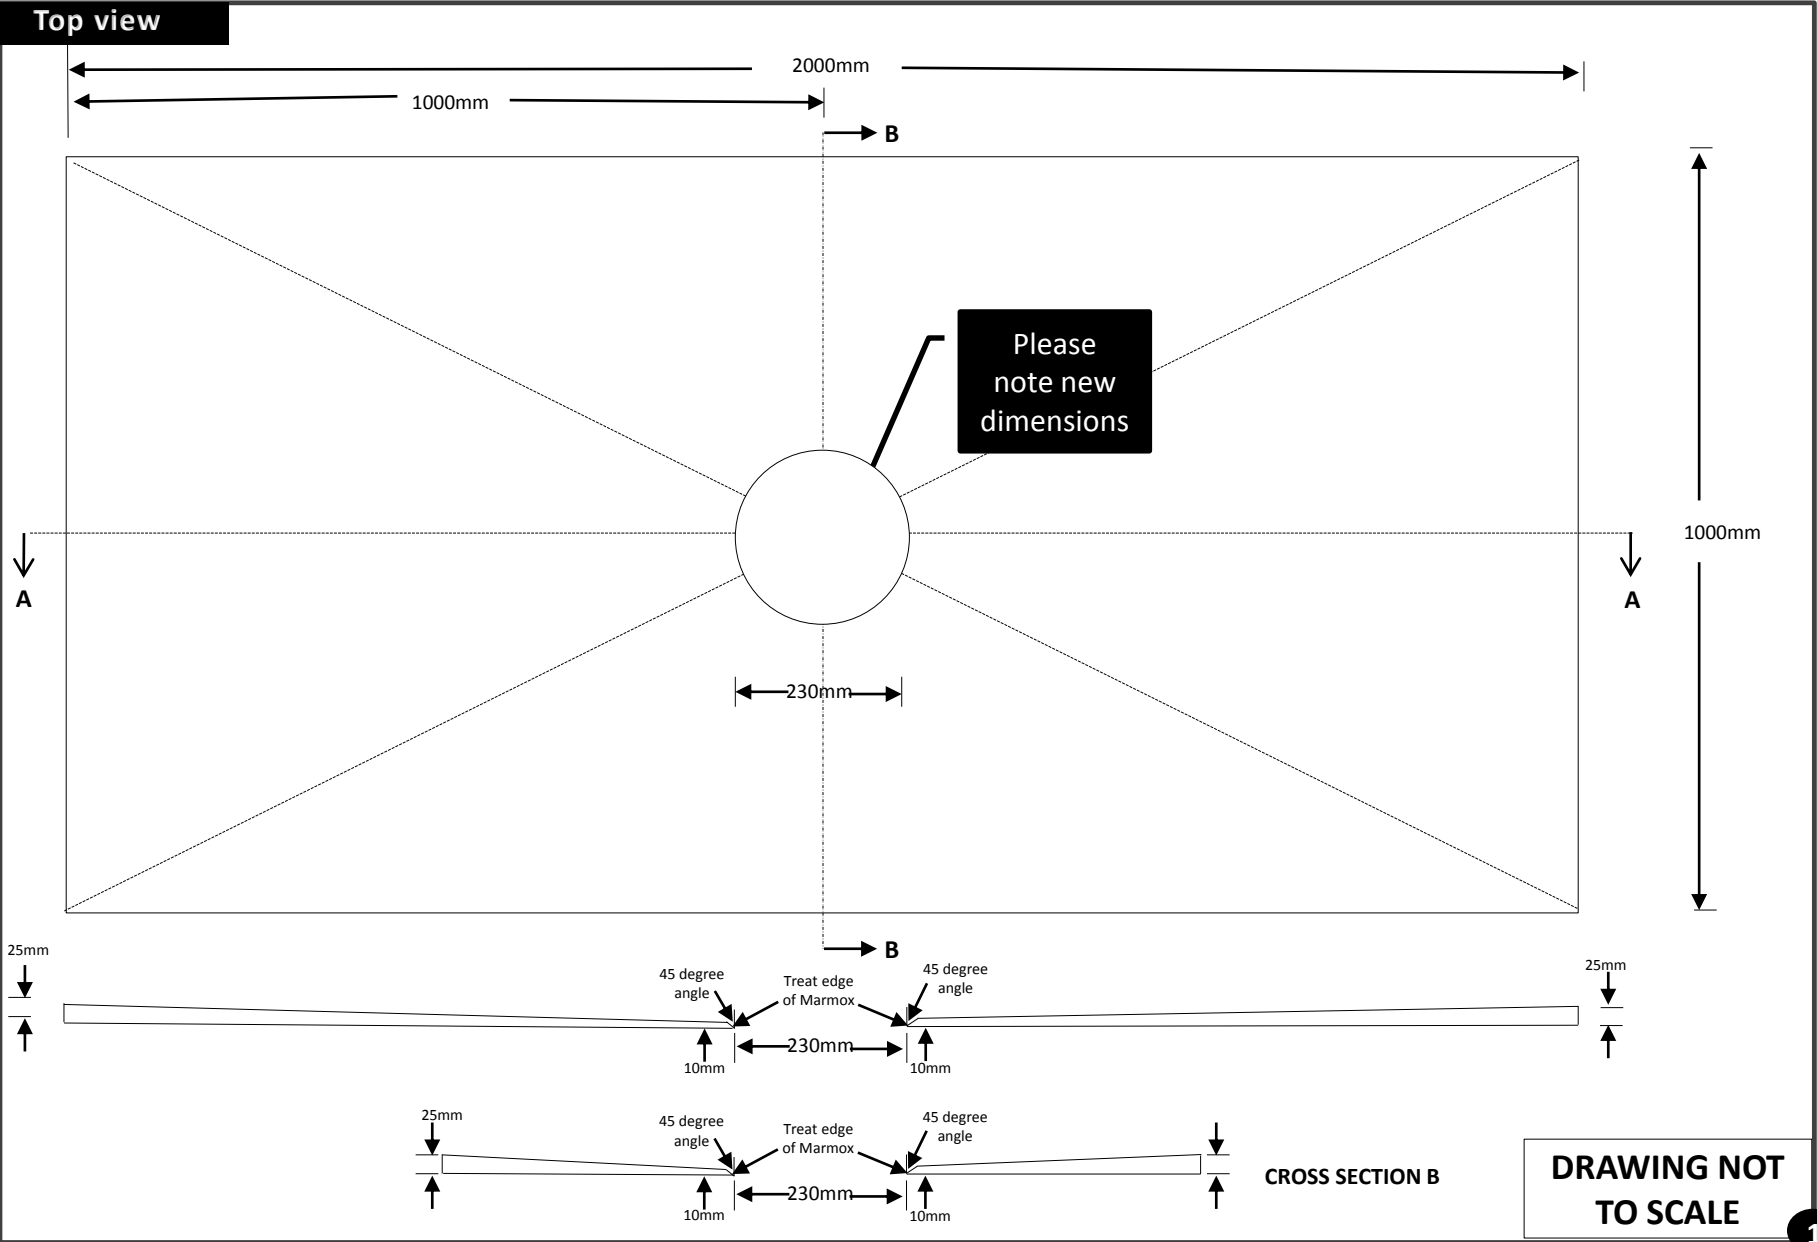 Top view
2000mm
1000mm
B
Please
note new
dimensions
1000mm
A
A
230mm
B
25mm
45 degree
angle
Treat edge
of Marmox
45 degree
angle
25mm
10mm
230mm
10mm
25mm
45 degree
angle
Treat edge
of Marmox
45 degree
angle
10mm
230mm
10mm
CROSS SECTION B
DRAWING NOT
TO SCALE